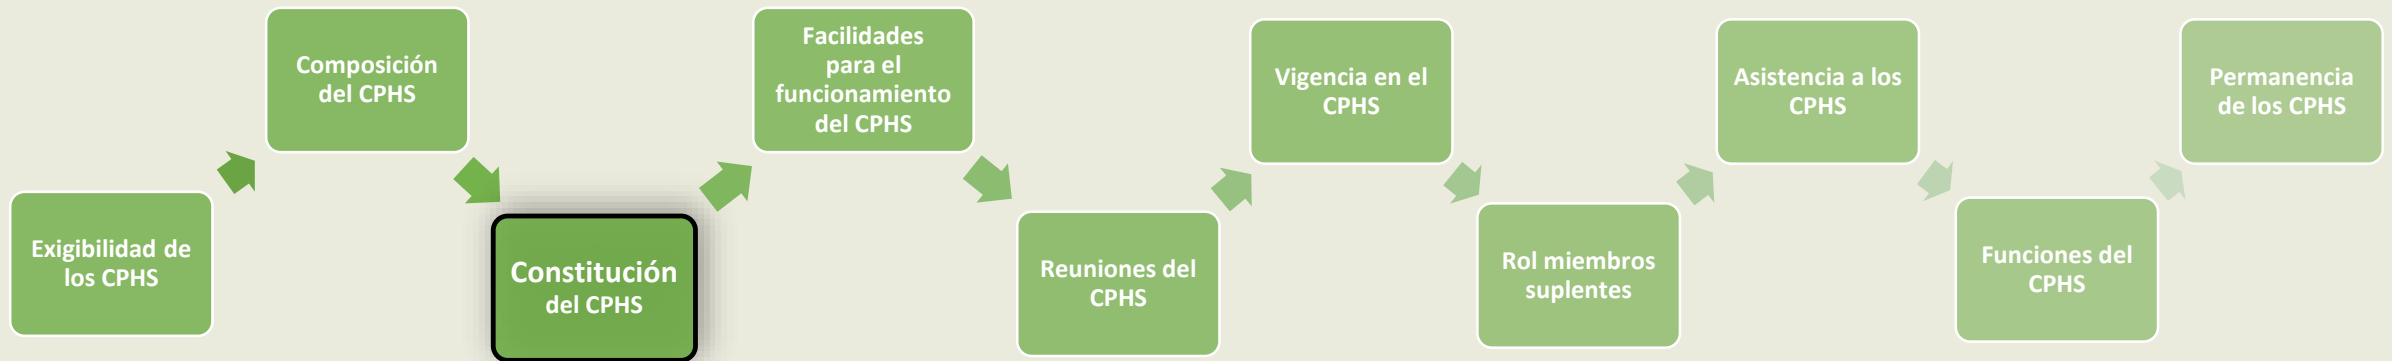 Exigibilidad de
los CPHS
Composición
del CPHS
Constitución
del CPHS
Facilidades
para el
funcionamiento
del CPHS
Reuniones del
CPHS
Vigencia en el
CPHS
Rol miembros
suplentes
Asistencia a los
CPHS
Funciones del
CPHS
Permanencia
de los CPHS